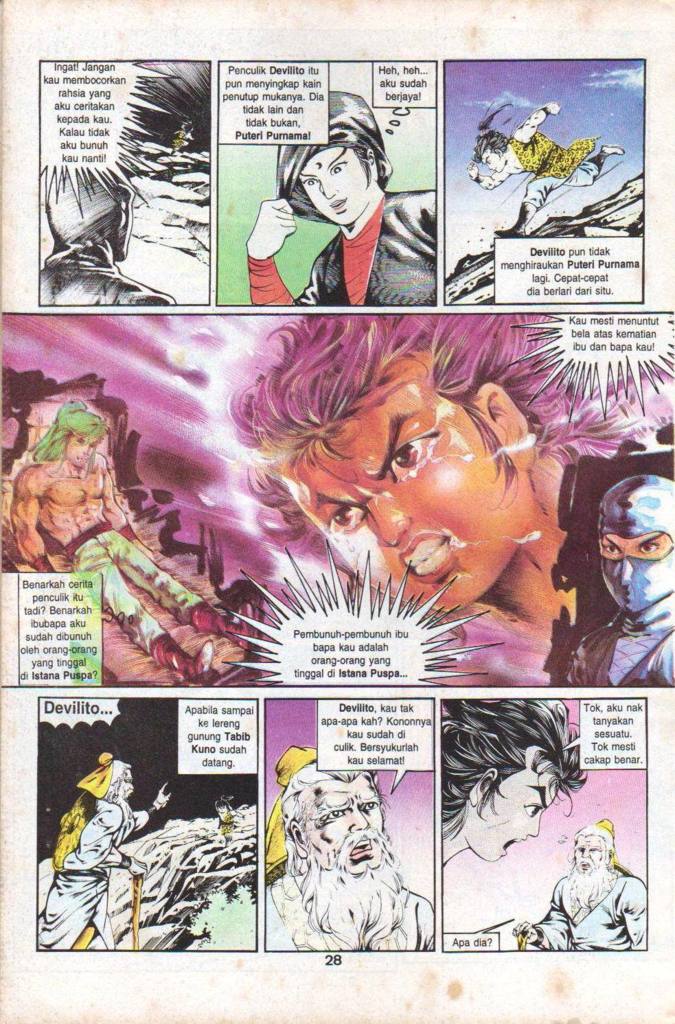 Ingat! Jangan
kau membocorkan
rahsia yang
aku ceritakan
kepada kau.
Kalau tidak
aku bunuh
kau nanti!
Penculik Devilito itu
pun menyingkap kain
penutup mukanya. Dia
tidak lain dan
tidak bukan,
Puteri Purnama!
Heh, heh...
aku sudah
berjaya!
Devilito pun tidak
menghiraukan Puteri Purnama
lagi. Cepat-cepat
dia berlari dari situ.
Kau mesti menuntut
bela atas kematian
ibu dan bapa kau!
Benarkah cerita
penculik itu
tadi? Benarkah
ibubapa aku
sudah dibunuh
oleh orang-orang
yang tinggal
di Istana Puspa?
Pembunuh-pembunuh ibu
bapa kau adalah
orang-orang yang
tinggal di Istana Puspa...
Devilito...
Apabila sampai
ke lereng
gunung Tabib
Kuno sudah
datang.
Devilito, kau tak
apa-apa kah? Kononnya
kau sudah di
culik. Bersyukurlah
kau selamat!
Tok, aku nak
tanyakan
sesuatu.
Tok mesti
cakap benar.
Apa dia?
28